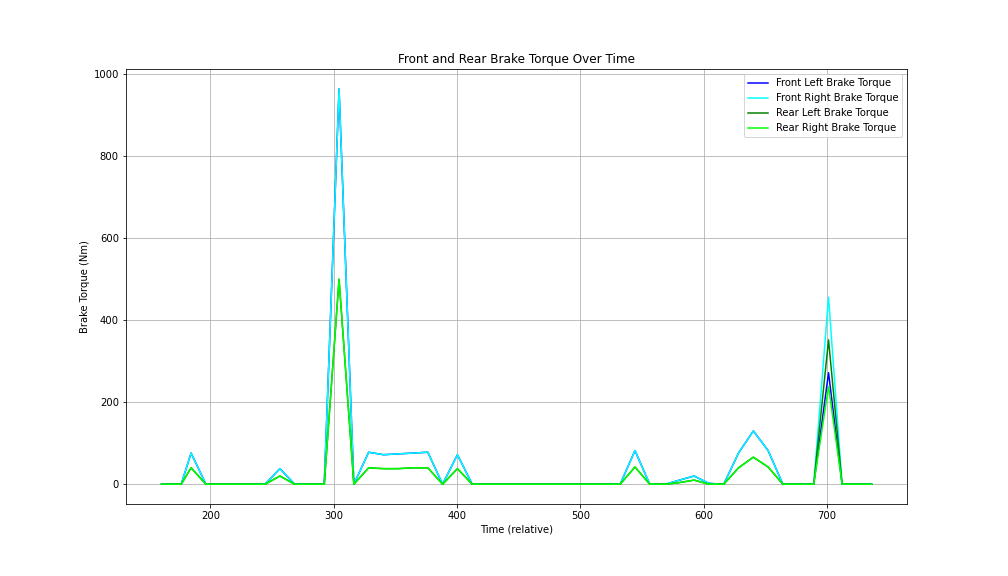 Front and Rear Brake Torque Over Time
1000
800
600
400
200
0
Brake Torque (Nm)
Front Left Brake Torque
Front Right Brake Torque
Rear Left Brake Torque
Rear Right Brake Torque
200 300 400 500 600 700
Time (relative)